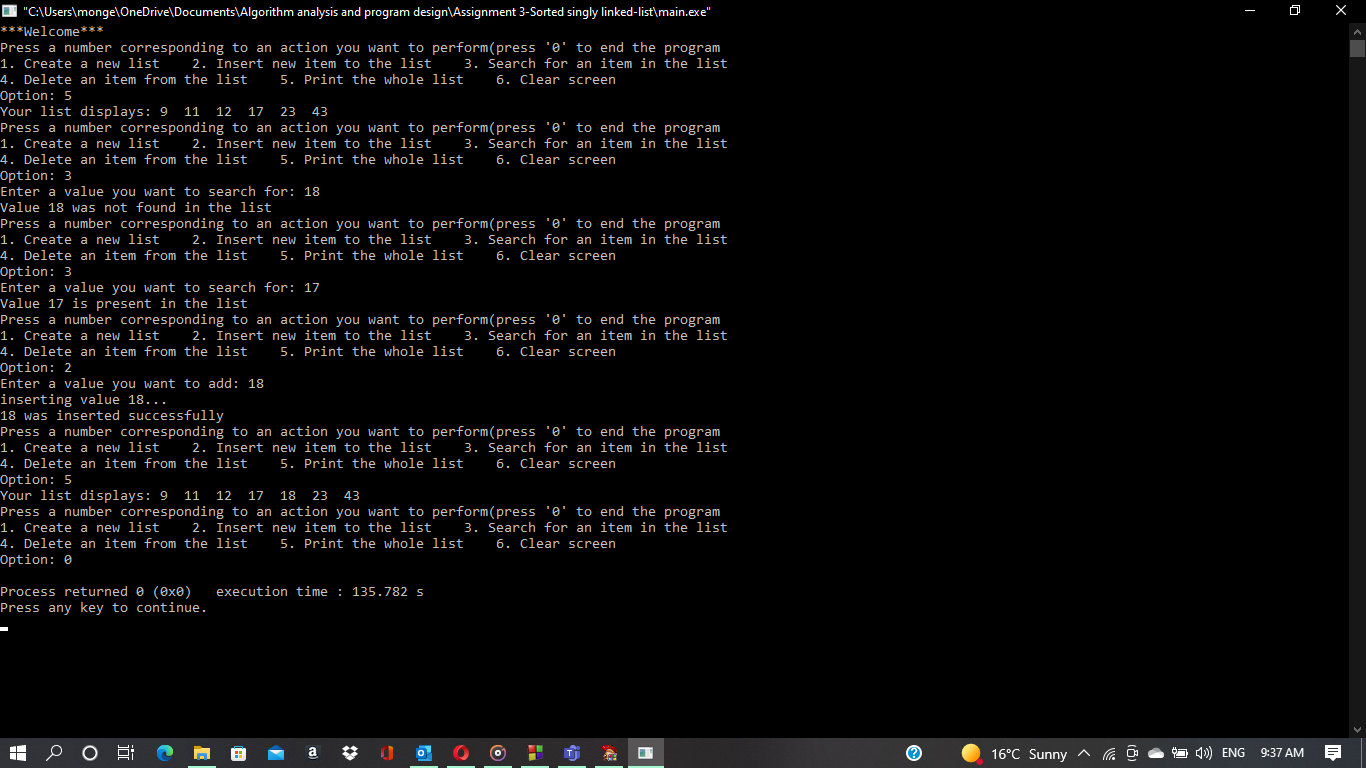 "C:\Users\monge\OneDrive\Documents\Algorithm analysis and program design\Assignment 3-Sorted singly linked-list\main.exe"
***Welcome***
Press a number corresponding to an action you want to perform(press '0' to end the program
1. Create a new list    2. Insert new item to the list    3. Search for an item in the list
4. Delete an item from the list    5. Print the whole list    6. Clear screen
Option: 5
Your list displays: 9  11  12  17  23  43
Press a number corresponding to an action you want to perform(press '0' to end the program
1. Create a new list    2. Insert new item to the list    3. Search for an item in the list
4. Delete an item from the list    5. Print the whole list    6. Clear screen
Option: 3
Enter a value you want to search for: 18
Value 18 was not found in the list
Press a number corresponding to an action you want to perform(press '0' to end the program
1. Create a new list    2. Insert new item to the list    3. Search for an item in the list
4. Delete an item from the list    5. Print the whole list    6. Clear screen
Option: 3
Enter a value you want to search for: 17
Value 17 is present in the list
Press a number corresponding to an action you want to perform(press '0' to end the program
1. Create a new list    2. Insert new item to the list    3. Search for an item in the list
4. Delete an item from the list    5. Print the whole list    6. Clear screen
Option: 2
Enter a value you want to add: 18
inserting value 18...
18 was inserted successfully
Press a number corresponding to an action you want to perform(press '0' to end the program
1. Create a new list    2. Insert new item to the list    3. Search for an item in the list
4. Delete an item from the list    5. Print the whole list    6. Clear screen
Option: 5
Your list displays: 9  11  12  17  18  23  43
Press a number corresponding to an action you want to perform(press '0' to end the program
1. Create a new list    2. Insert new item to the list    3. Search for an item in the list
4. Delete an item from the list    5. Print the whole list    6. Clear screen
Option: 0
Process returned 0 (0x0)   execution time : 135.782 s
Press any key to continue.
16°C  Sunny  ENG  9:37 AM